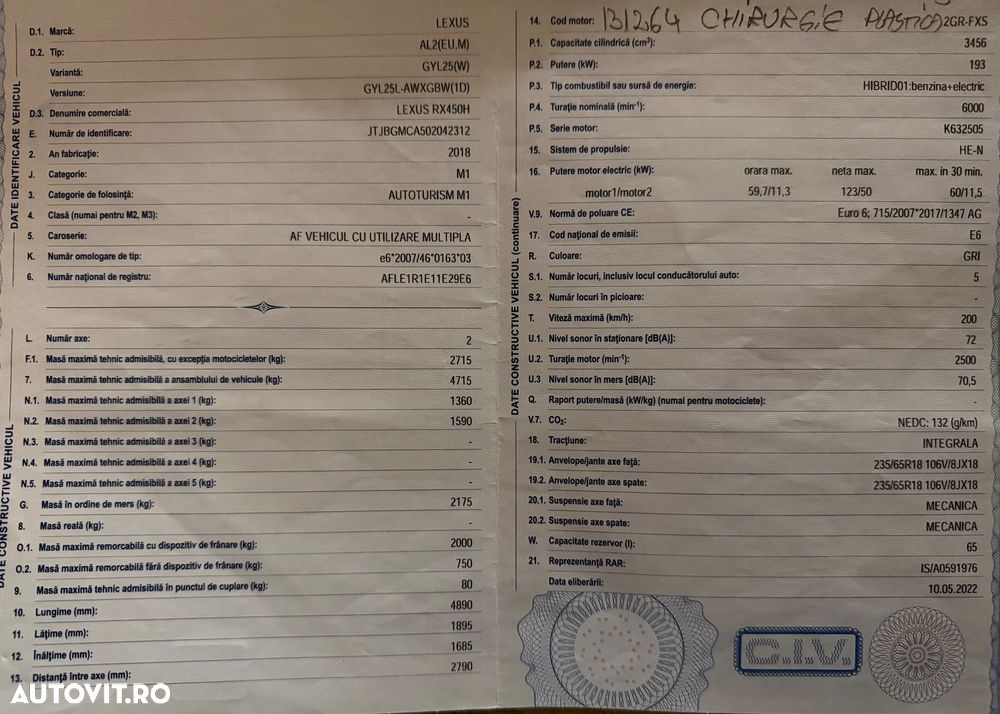 DATE IDENTIFICARE VEHICUL
D.1. Marcă: LEXUS
D.2. Tip: AL2(EU,M)
Variantă: GYL25(W)
Versiune: GYL25L-AWXGBW(1D)
D.3. Denumire comercială: LEXUS RX450H
E. Număr de identificare: JTJBGMCA502042312
2. An fabricație: 2018
J. Categorie: M1
3. Categorie de folosință: AUTOTURISM M1
4. Clasă (numai pentru M2, M3): -
5. Caroserie: AF VEHICUL CU UTILIZARE MULTIPLA
K. Număr omologare de tip: e6*2007/46*0163*03
6. Număr național de registru: AFLE1R1E11E29E6
DATE CONSTRUCTIVE VEHICUL
L. Număr axe: 2
F.1. Masă maximă tehnic admisibilă, cu excepția motocicletelor (kg): 2715
7. Masă maximă tehnic admisibilă a ansamblului de vehicule (kg): 4715
N.1. Masă maximă tehnic admisibilă a axei 1 (kg): 1360
N.2. Masă maximă tehnic admisibilă a axei 2 (kg): 1590
N.3. Masă maximă tehnic admisibilă a axei 3 (kg): -
N.4. Masă maximă tehnic admisibilă a axei 4 (kg): -
N.5. Masă maximă tehnic admisibilă a axei 5 (kg): -
G. Masă în ordine de mers (kg): 2175
8. Masă reală (kg): -
O.1. Masă maximă remorcabilă cu dispozitiv de frânare (kg): 2000
O.2. Masă maximă remorcabilă fără dispozitiv de frânare (kg): 750
9. Masă maximă tehnic admisibilă în punctul de cuplare (kg): 80
10. Lungime (mm): 4890
11. Lățime (mm): 1895
12. Înălțime (mm): 1685
13. Distanță între axe (mm): 2790
AUTOVIT.RO
DATE CONSTRUCTIVE VEHICUL (continuare)
14. Cod motor: 131264 CHIRURGIE PLASTICA 2GR-FXS
P.1. Capacitate cilindrică (cm³): 3456
P.2. Putere (kW): 193
P.3. Tip combustibil sau sursă de energie: HIBRID01:benzina+electric
P.4. Turație nominală (min⁻¹): 6000
P.5. Serie motor: K632505
15. Sistem de propulsie: HE-N
16. Putere motor electric (kW): orara max. neta max. max. in 30 min.
motor1/motor2 59,7/11,3 123/50 60/11,5
V.9. Normă de poluare CE: Euro 6; 715/2007*2017/1347 AG
17. Cod național de emisii: E6
R. Culoare: GRI
S.1. Număr locuri, inclusiv locul conducătorului auto: 5
S.2. Număr locuri în picioare: -
T. Viteză maximă (km/h): 200
U.1. Nivel sonor în staționare [dB(A)]: 72
U.2. Turație motor (min⁻¹): 2500
U.3 Nivel sonor în mers [dB(A)]: 70,5
Q. Raport putere/masă (kW/kg) (numai pentru motociclete): -
V.7. CO₂: NEDC: 132 (g/km)
18. Tracțiune: INTEGRALA
19.1. Anvelope/jante axe față: 235/65R18 106V/8JX18
19.2. Anvelope/jante axe spate: 235/65R18 106V/8JX18
20.1. Suspensie axe față: MECANICA
20.2. Suspensie axe spate: MECANICA
W. Capacitate rezervor (l): 65
21. Reprezentanță RAR: IS/A0591976
Data eliberării: 10.05.2022
C.I.V.